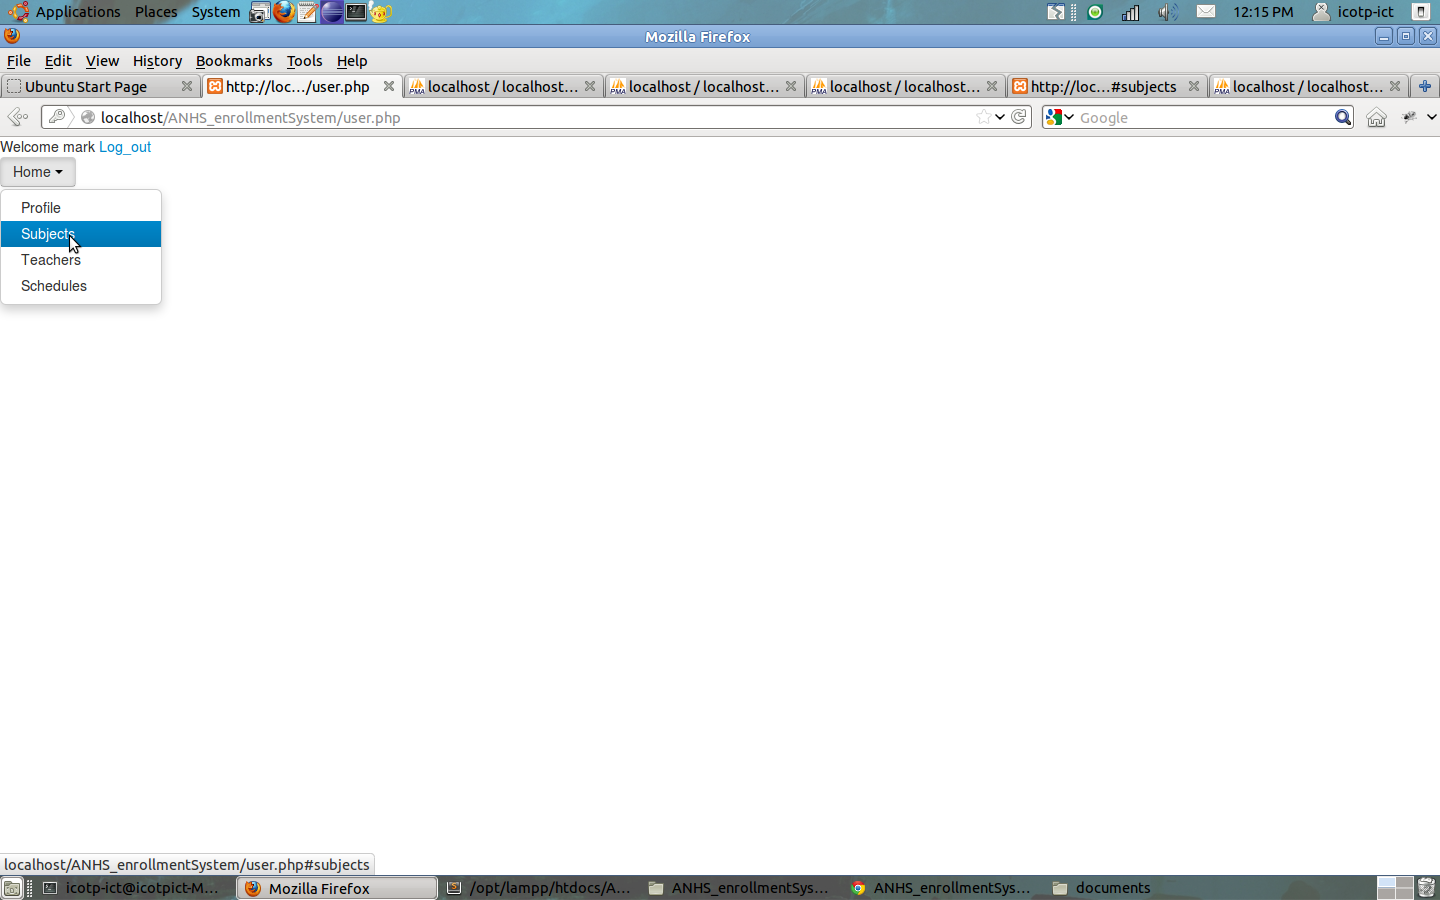 Applications Places System 12:15 PM icotp-ict
Mozilla Firefox
File Edit View History Bookmarks Tools Help
Ubuntu Start Page http://loc.../user.php localhost / localhost... localhost / localhost... localhost / localhost... http://loc...#subjects localhost / localhost...
localhost/ANHS_enrollmentSystem/user.php Google
Welcome mark Log_out
Home
Profile
Subjects
Teachers
Schedules
localhost/ANHS_enrollmentSystem/user.php#subjects
icotp-ict@icotpict-M... Mozilla Firefox /opt/lampp/htdocs/A... ANHS_enrollmentSys... ANHS_enrollmentSys... documents